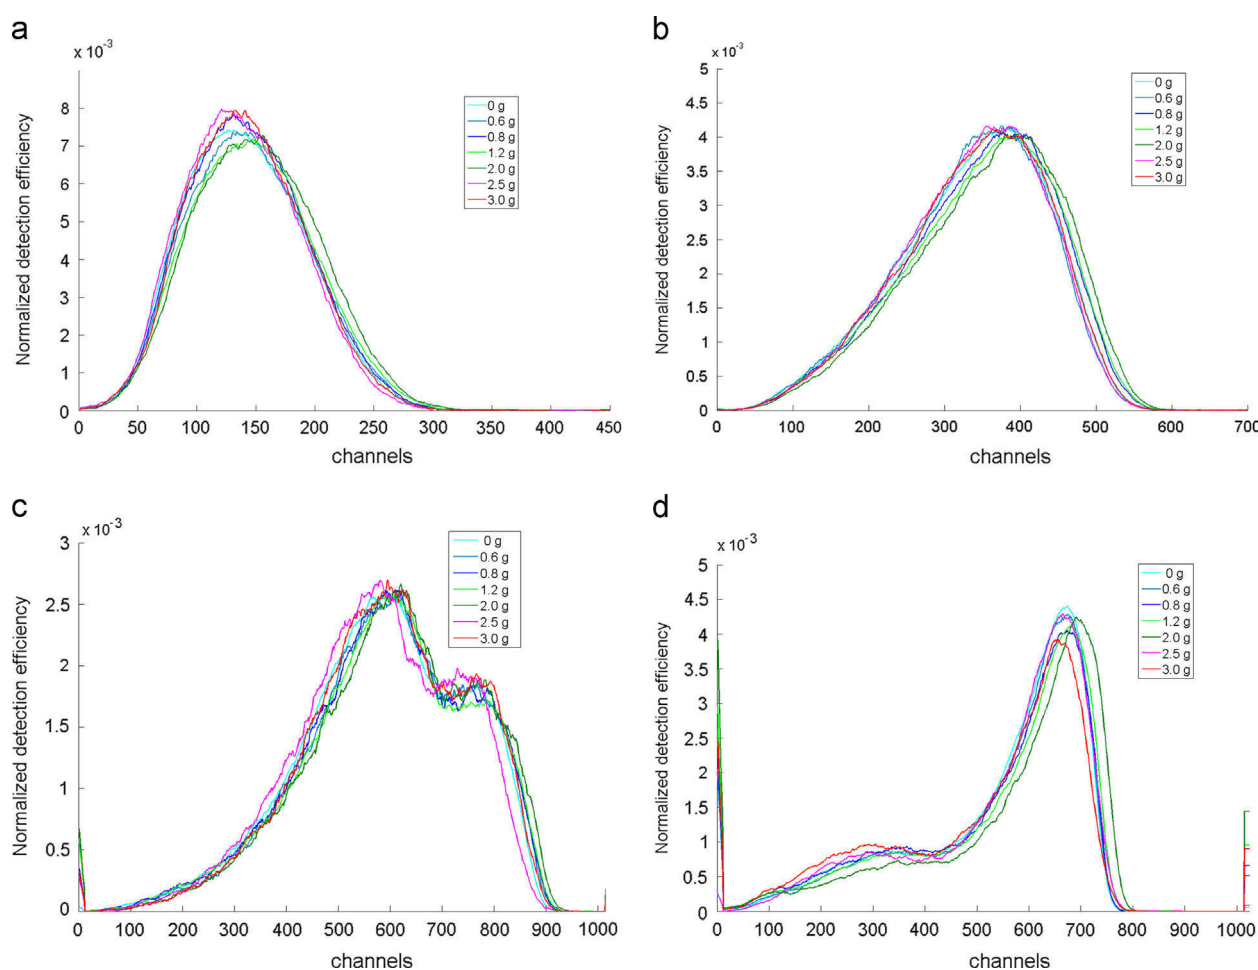 a
x 10⁻³
Normalized detection efficiency
8
7
6
5
4
3
2
1
0
0 50 100 150 200 250 300 350 400 450
channels
0 g
0.6 g
0.8 g
1.2 g
2.0 g
2.5 g
3.0 g
b
x 10⁻³
Normalized detection efficiency
5
4.5
4
3.5
3
2.5
2
1.5
1
0.5
0
0 100 200 300 400 500 600 700
channels
0 g
0.6 g
0.8 g
1.2 g
2.0 g
2.5 g
3.0 g
c
x 10⁻³
Normalized detection efficiency
3
2.5
2
1.5
1
0.5
0
0 100 200 300 400 500 600 700 800 900 1000
channels
0 g
0.6 g
0.8 g
1.2 g
2.0 g
2.5 g
3.0 g
d
x 10⁻³
Normalized detection efficiency
5
4.5
4
3.5
3
2.5
2
1.5
1
0.5
0
0 100 200 300 400 500 600 700 800 900 1000
channels
0 g
0.6 g
0.8 g
1.2 g
2.0 g
2.5 g
3.0 g